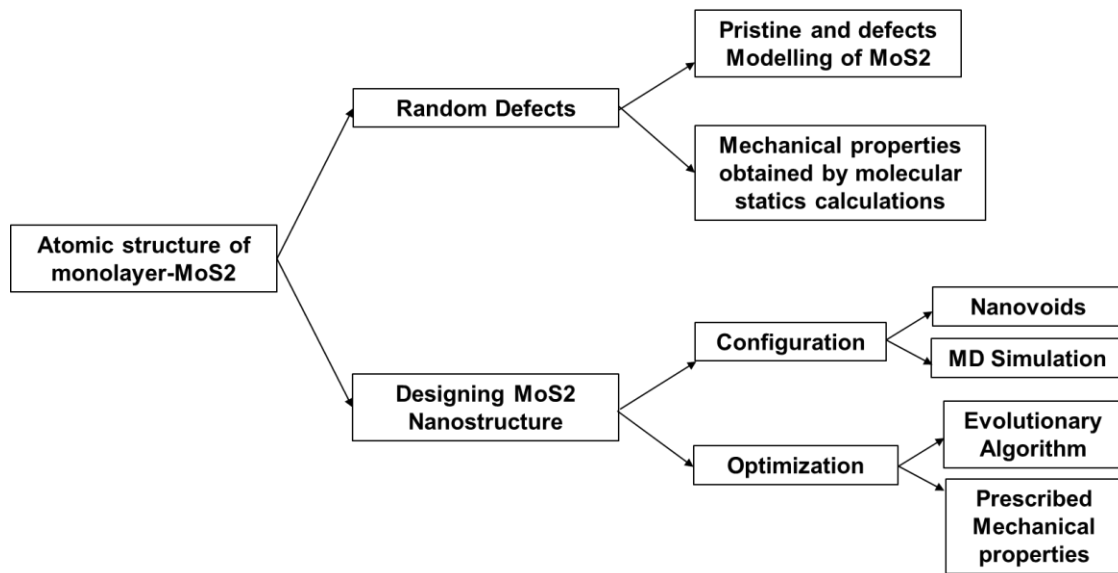 Pristine and defects
Modelling of MoS2
Random Defects
Mechanical properties
obtained by molecular
statics calculations
Atomic structure of
monolayer-MoS2
Nanovoids
Configuration
MD Simulation
Designing MoS2
Nanostructure
Evolutionary
Algorithm
Optimization
Prescribed
Mechanical
properties